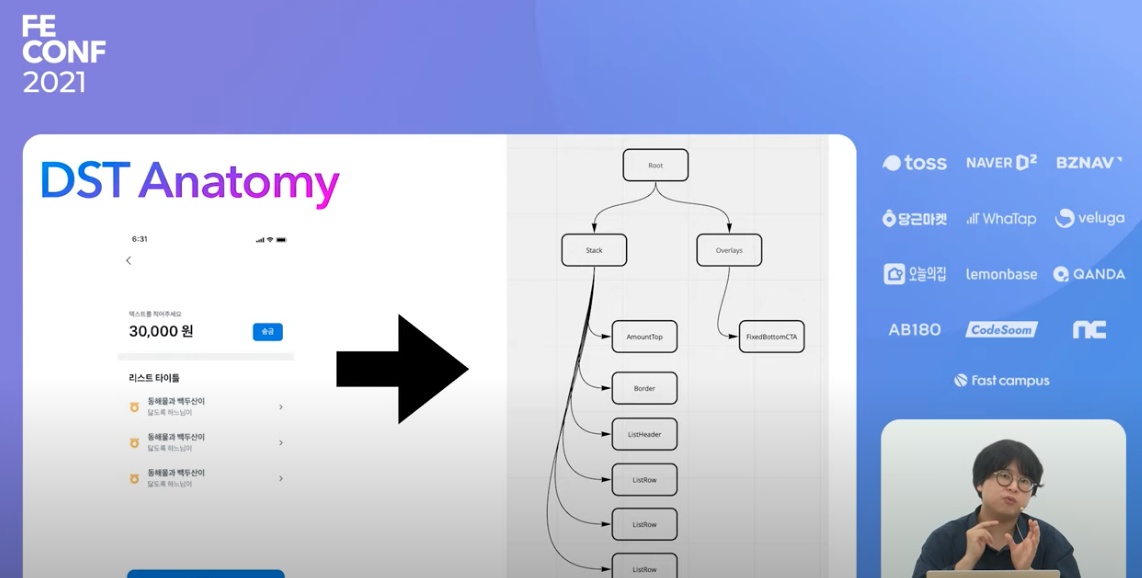 FE
CONF
2021
DST Anatomy
6:31
텍스트를 적어주세요
30,000 원
송금
리스트 타이틀
동해물과 백두산이
닳도록 하느님이
동해물과 백두산이
닳도록 하느님이
동해물과 백두산이
닳도록 하느님이
Root
Stack
Overlays
AmountTop
FixedBottomCTA
Border
ListHeader
ListRow
ListRow
ListRow
toss NAVER D2 BZNAV
당근마켓 WhaTap veluga
오늘의집 lemonbase QANDA
AB180 CodeSoom nc
Fast campus